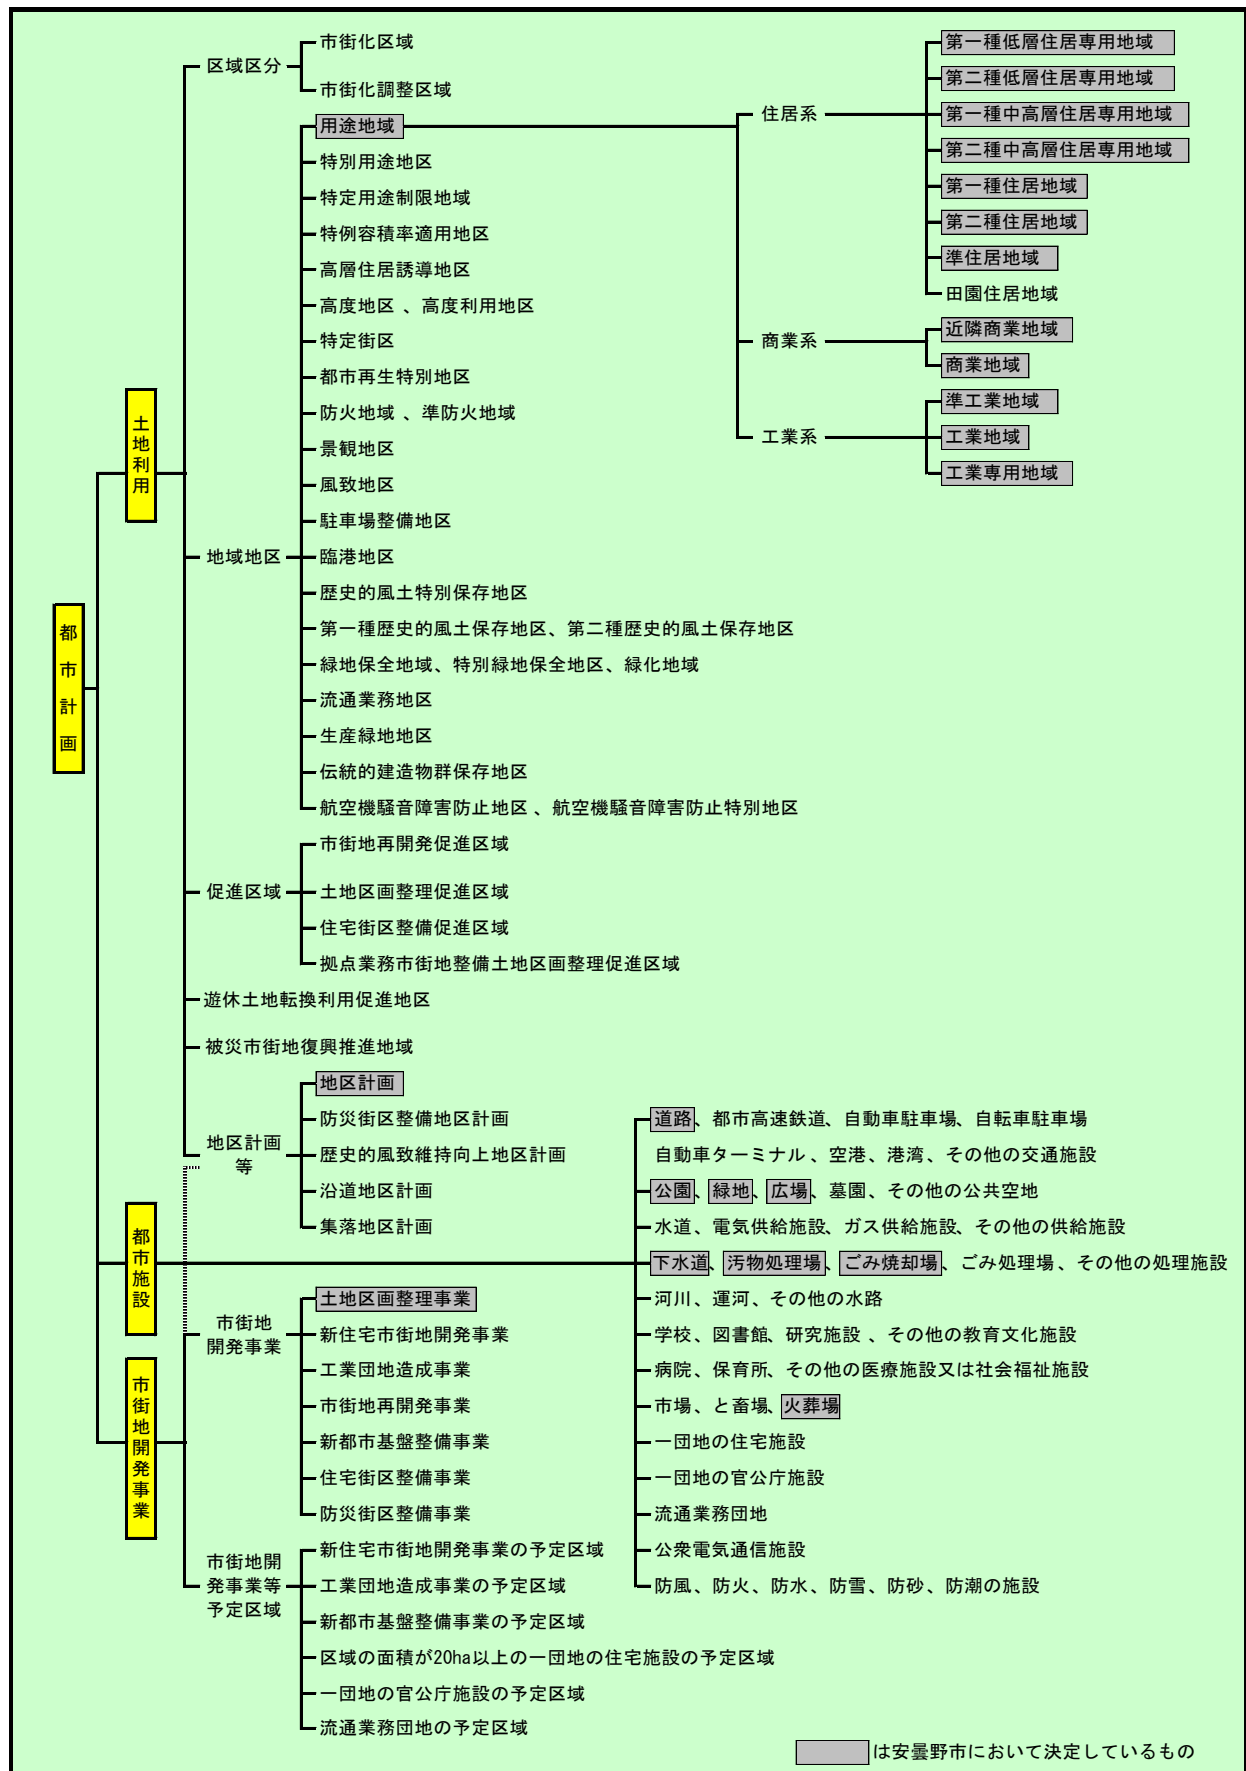 都市計画
土地利用
区域区分
市街化区域
市街化調整区域
地域地区
用途地域
特別用途地区
特定用途制限地域
特例容積率適用地区
高層住居誘導地区
高度地区 、高度利用地区
特定街区
都市再生特別地区
防火地域 、準防火地域
景観地区
風致地区
駐車場整備地区
臨港地区
歴史的風土特別保存地区
第一種歴史的風土保存地区、第二種歴史的風土保存地区
緑地保全地域、特別緑地保全地区、緑化地域
流通業務地区
生産緑地地区
伝統的建造物群保存地区
航空機騒音障害防止地区 、航空機騒音障害防止特別地区
住居系
第一種低層住居専用地域
第二種低層住居専用地域
第一種中高層住居専用地域
第二種中高層住居専用地域
第一種住居地域
第二種住居地域
準住居地域
田園住居地域
商業系
近隣商業地域
商業地域
工業系
準工業地域
工業地域
工業専用地域
促進区域
市街地再開発促進区域
土地区画整理促進区域
住宅街区整備促進区域
拠点業務市街地整備土地区画整理促進区域
遊休土地転換利用促進地区
被災市街地復興推進地域
地区計画
等
地区計画
防災街区整備地区計画
歴史的風致維持向上地区計画
沿道地区計画
集落地区計画
都市施設
道路、都市高速鉄道、自動車駐車場、自転車駐車場
自動車ターミナル 、空港、港湾、その他の交通施設
公園、緑地、広場、墓園、その他の公共空地
水道、電気供給施設、ガス供給施設、その他の供給施設
下水道、汚物処理場、ごみ焼却場、ごみ処理場 、その他の処理施設
河川、運河、その他の水路
学校、図書館、研究施設 、その他の教育文化施設
病院、保育所、その他の医療施設又は社会福祉施設
市場、と畜場、火葬場
一団地の住宅施設
一団地の官公庁施設
流通業務団地
公衆電気通信施設
防風、防火、防水、防雪、防砂、防潮の施設
市街地開発事業
市街地
開発事業
土地区画整理事業
新住宅市街地開発事業
工業団地造成事業
市街地再開発事業
新都市基盤整備事業
住宅街区整備事業
防災街区整備事業
市街地開
発事業等
予定区域
新住宅市街地開発事業の予定区域
工業団地造成事業の予定区域
新都市基盤整備事業の予定区域
区域の面積が20ha以上の一団地の住宅施設の予定区域
一団地の官公庁施設の予定区域
流通業務団地の予定区域
は安曇野市において決定しているもの